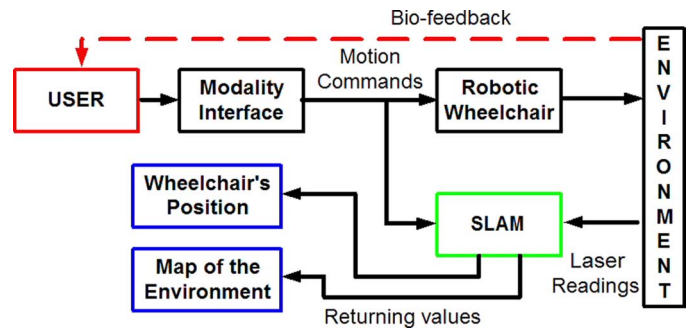 Bio-feedback
USER
Modality
Interface
Motion
Commands
Robotic
Wheelchair
ENVIRONMENT
Wheelchair's
Position
SLAM
Map of the
Environment
Laser
Readings
Returning values